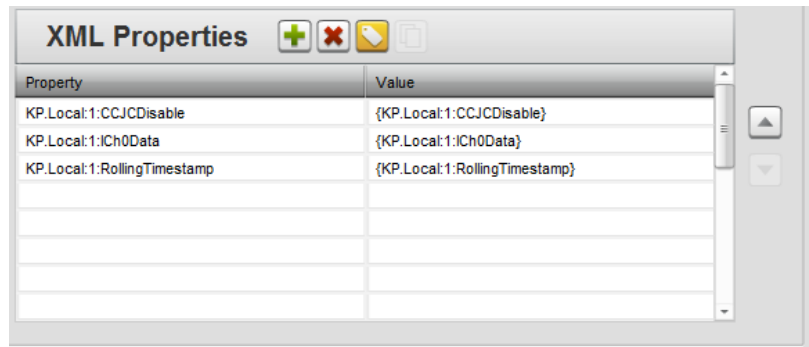 XML Properties
Property Value
KP.Local:1:CCJCDisable {KP.Local:1:CCJCDisable}
KP.Local:1:ICh0Data {KP.Local:1:ICh0Data}
KP.Local:1:RollingTimestamp {KP.Local:1:RollingTimestamp}